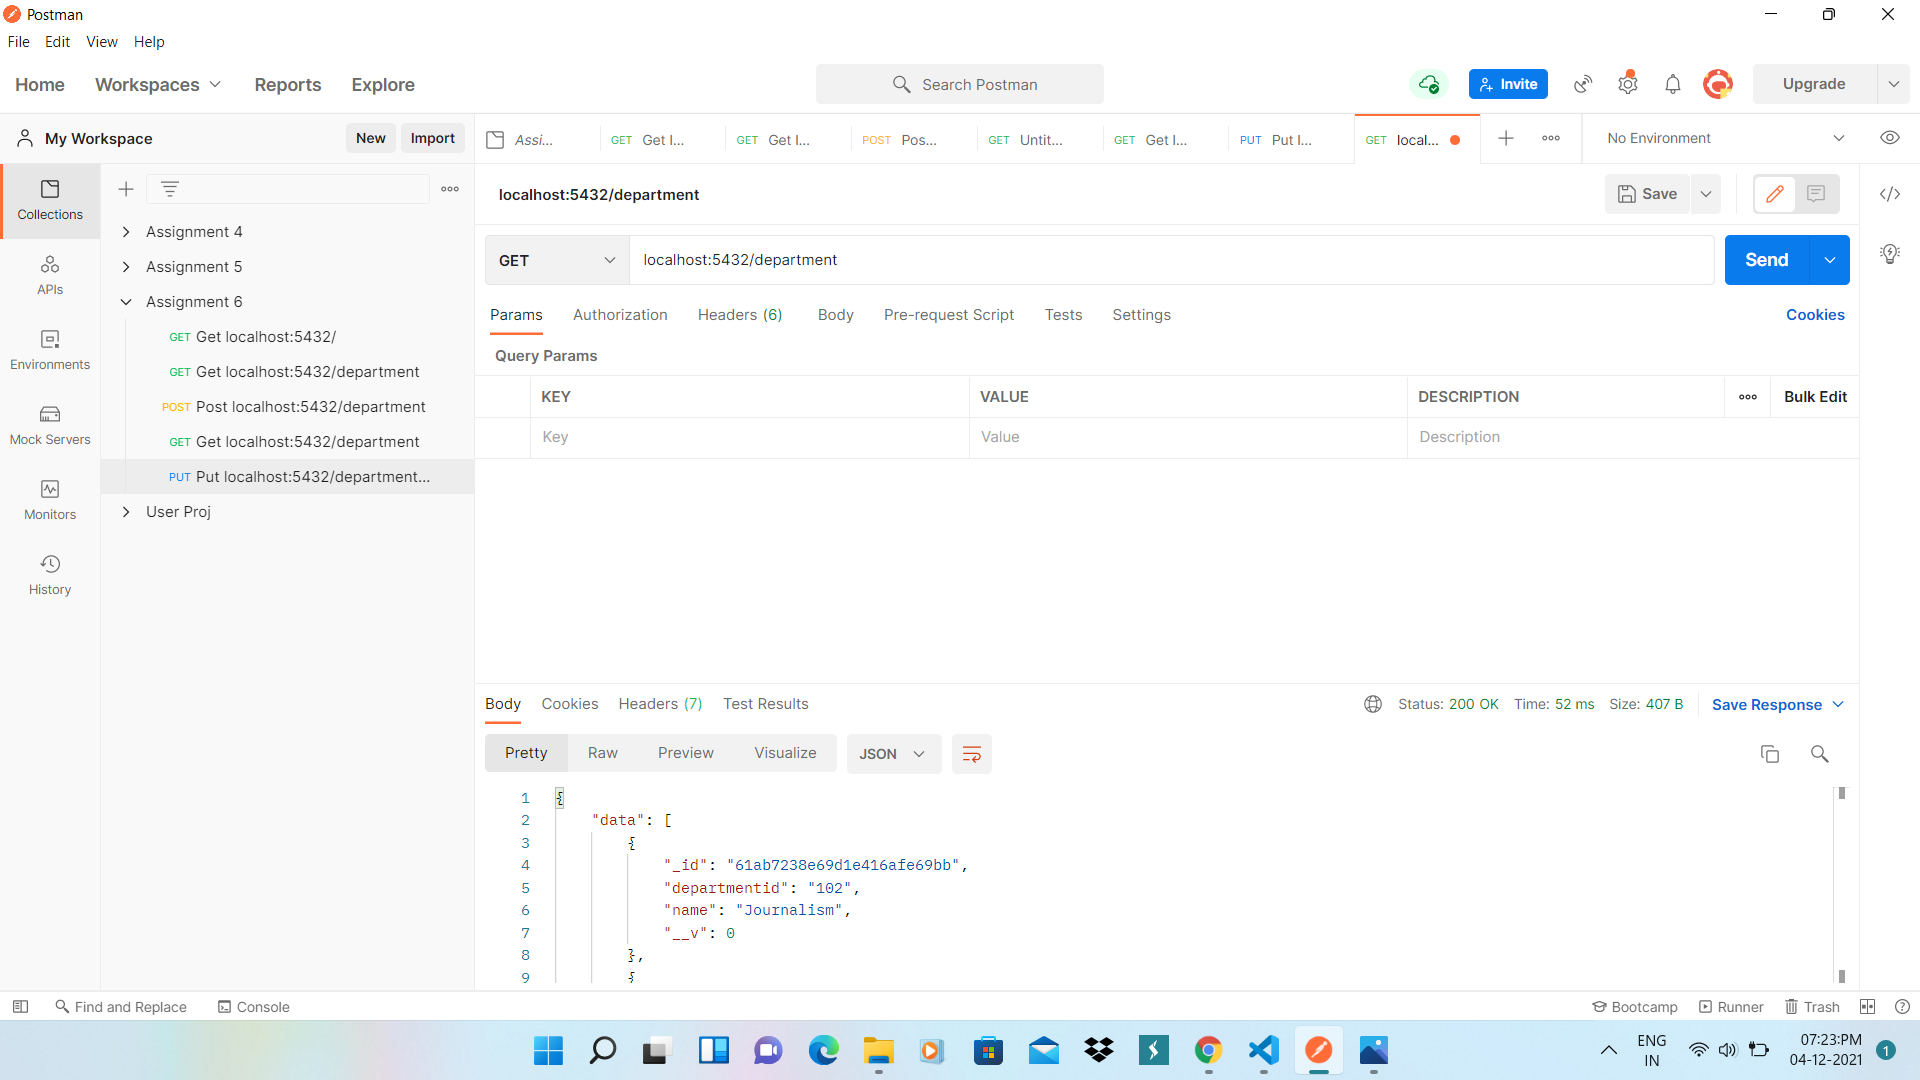 Postman
File Edit View Help
Home Workspaces Reports Explore Search Postman Invite Upgrade
My Workspace New Import Assi... GET Get l... GET Get l... POST Pos... GET Untit... GET Get l... PUT Put l... GET local... No Environment
Collections
APIs
Environments
Mock Servers
Monitors
History
Assignment 4
Assignment 5
Assignment 6
GET Get localhost:5432/
GET Get localhost:5432/department
POST Post localhost:5432/department
GET Get localhost:5432/department
PUT Put localhost:5432/department...
User Proj
localhost:5432/department Save
GET localhost:5432/department Send
Params Authorization Headers (6) Body Pre-request Script Tests Settings Cookies
Query Params
KEY VALUE DESCRIPTION Bulk Edit
Key Value Description
Body Cookies Headers (7) Test Results Status: 200 OK Time: 52 ms Size: 407 B Save Response
Pretty Raw Preview Visualize JSON
1 {
2 "data": [
3 {
4 "_id": "61ab7238e69d1e416afe69bb",
5 "departmentid": "102",
6 "name": "Journalism",
7 "__v": 0
8 },
9 {
Find and Replace Console Bootcamp Runner Trash
ENG
IN
07:23:PM
04-12-2021
1